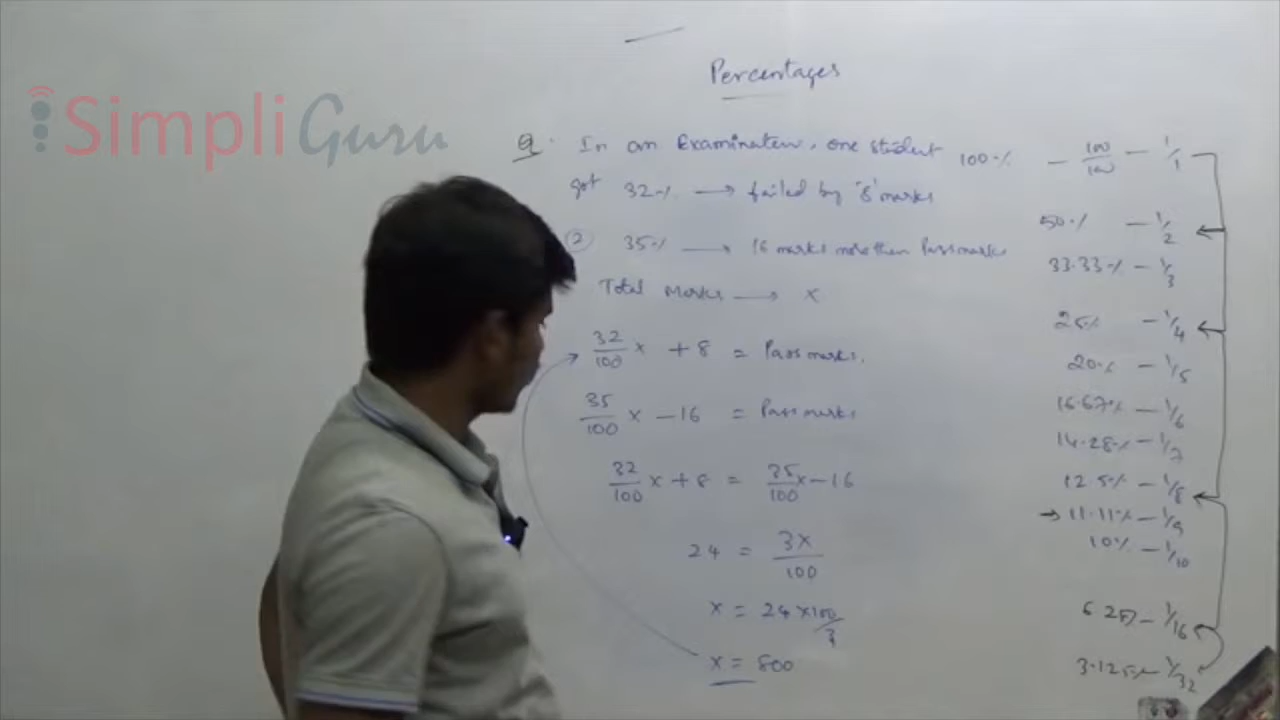 SimpliGuru
Percentages
Q. In an Examination, one student
got 32% → failed by '8' marks
② 35% → 16 marks more than Pass marks
Total Marks → x
32/100 x + 8 = Pass marks.
35/100 x - 16 = Pass marks
32/100 x + 8 = 35/100 x - 16
24 = 3x/100
x = 24 x 100/3
x = 800
100% - 100/100 - 1/1
50% - 1/2
33.33% - 1/3
25% - 1/4
20% - 1/5
16.67% - 1/6
14.28% - 1/7
12.5% - 1/8
→ 11.11% - 1/9
10% - 1/10
6.25% - 1/16
3.125% - 1/32